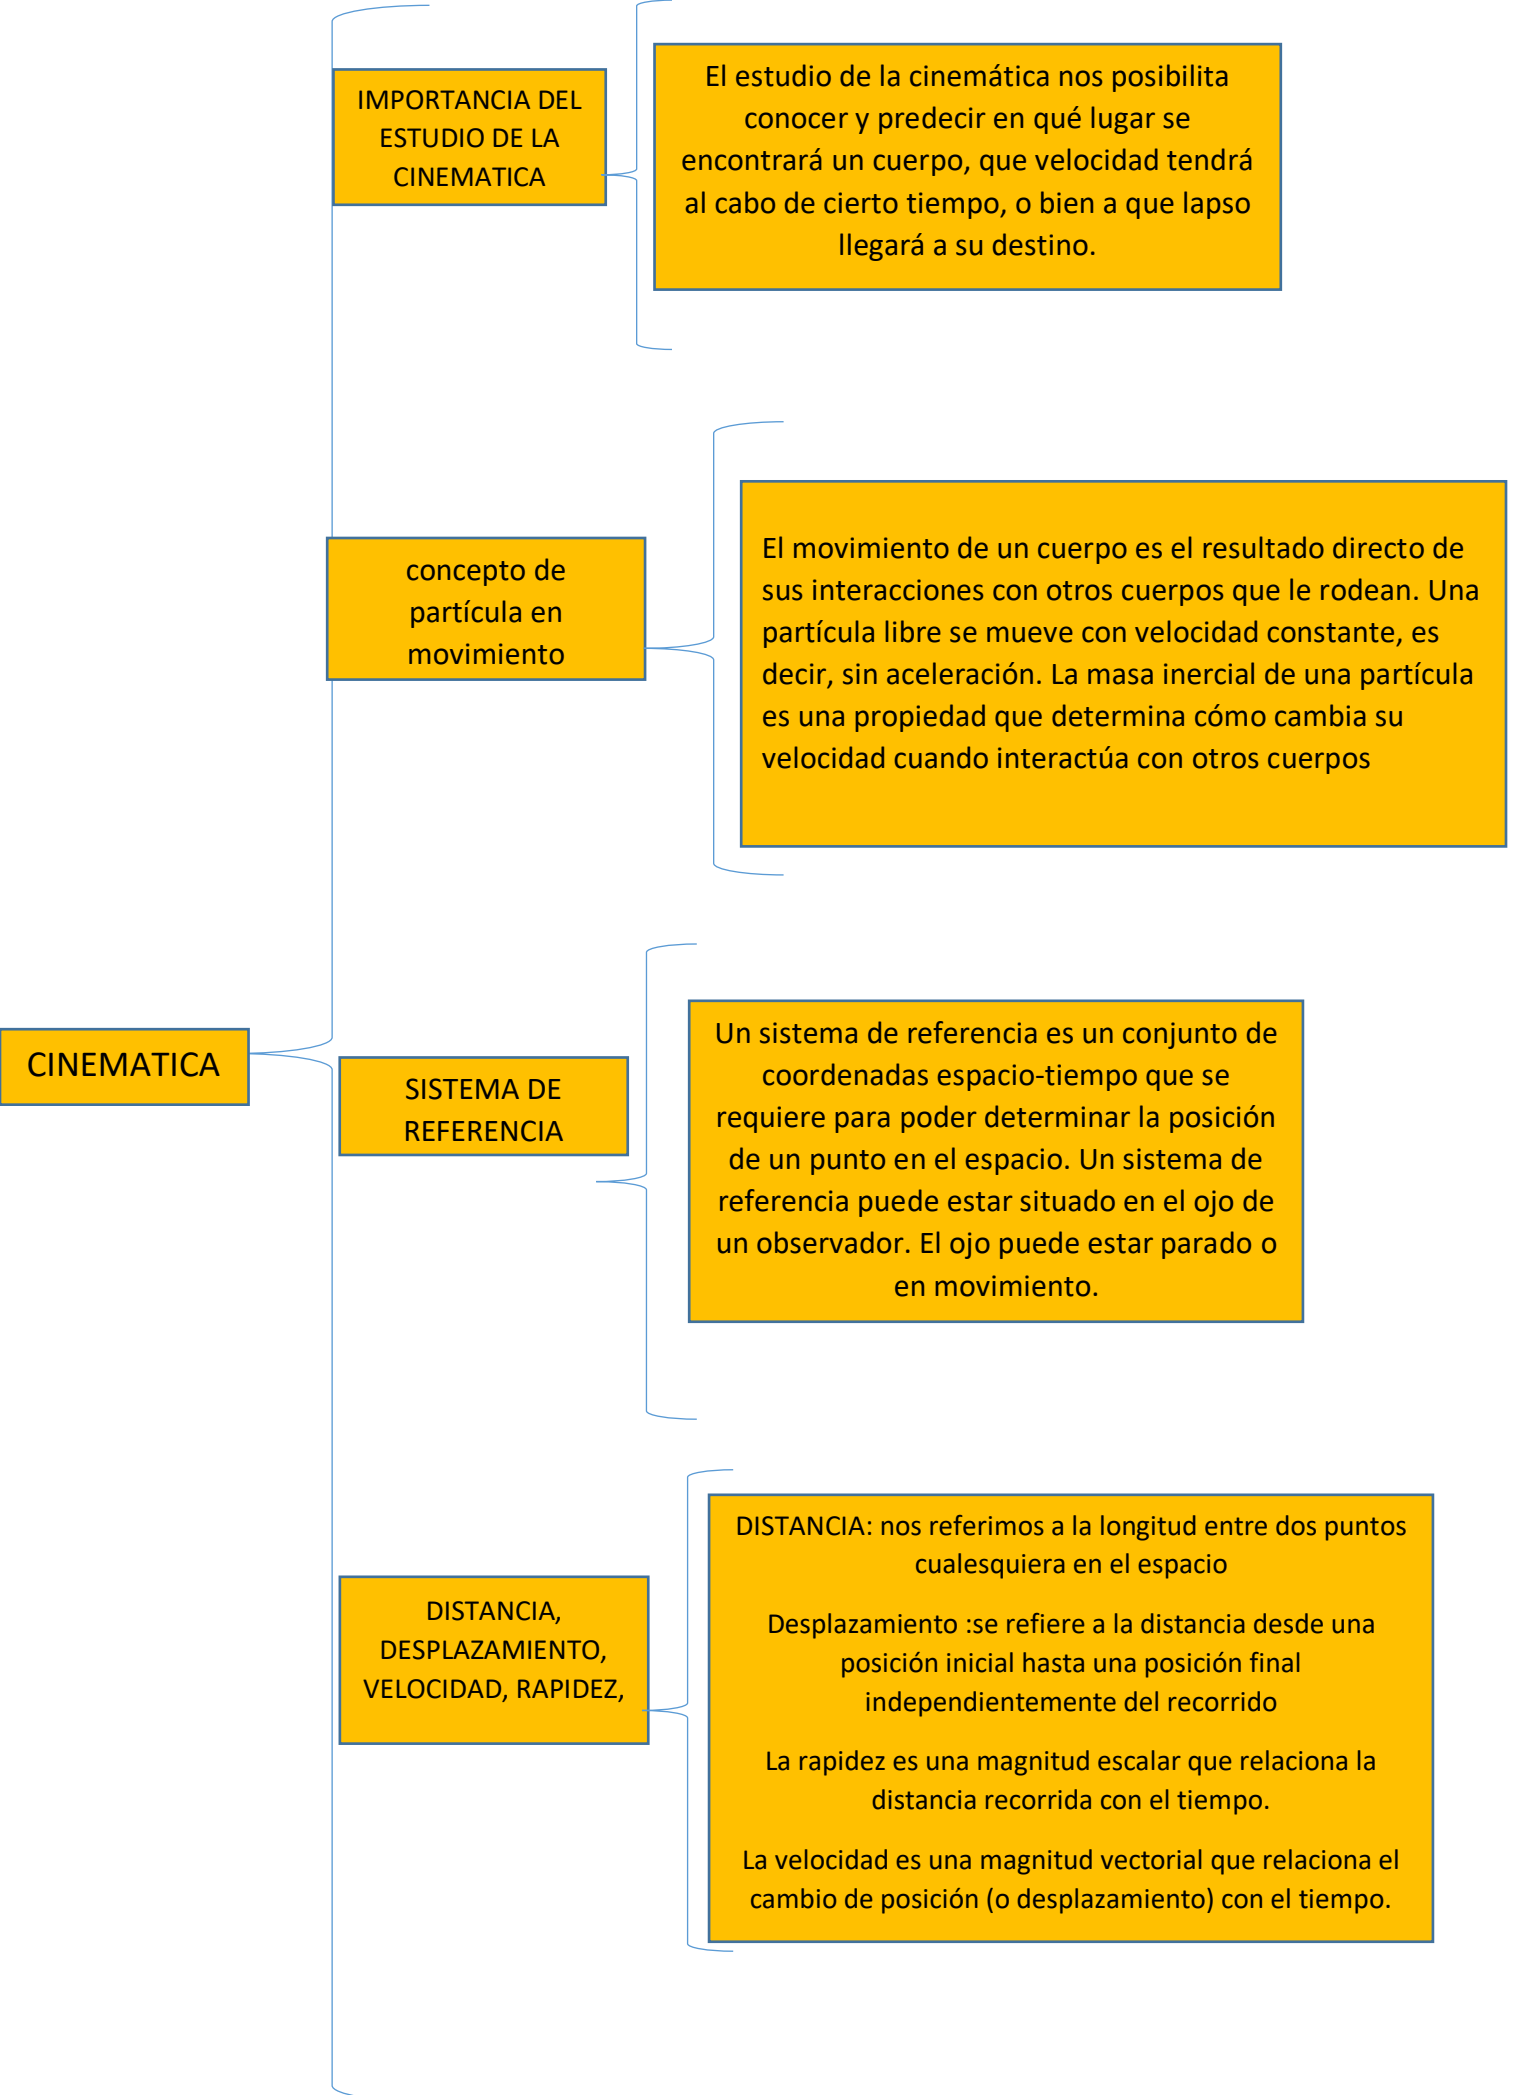 IMPORTANCIA DEL
ESTUDIO DE LA
CINEMATICA
El estudio de la cinemática nos posibilita
conocer y predecir en qué lugar se
encontrará un cuerpo, que velocidad tendrá
al cabo de cierto tiempo, o bien a que lapso
llegará a su destino.
concepto de
partícula en
movimiento
El movimiento de un cuerpo es el resultado directo de
sus interacciones con otros cuerpos que le rodean. Una
partícula libre se mueve con velocidad constante, es
decir, sin aceleración. La masa inercial de una partícula
es una propiedad que determina cómo cambia su
velocidad cuando interactúa con otros cuerpos
CINEMATICA
SISTEMA DE
REFERENCIA
Un sistema de referencia es un conjunto de
coordenadas espacio-tiempo que se
requiere para poder determinar la posición
de un punto en el espacio. Un sistema de
referencia puede estar situado en el ojo de
un observador. El ojo puede estar parado o
en movimiento.
DISTANCIA,
DESPLAZAMIENTO,
VELOCIDAD, RAPIDEZ,
DISTANCIA: nos referimos a la longitud entre dos puntos
cualesquiera en el espacio
Desplazamiento :se refiere a la distancia desde una
posición inicial hasta una posición final
independientemente del recorrido
La rapidez es una magnitud escalar que relaciona la
distancia recorrida con el tiempo.
La velocidad es una magnitud vectorial que relaciona el
cambio de posición (o desplazamiento) con el tiempo.